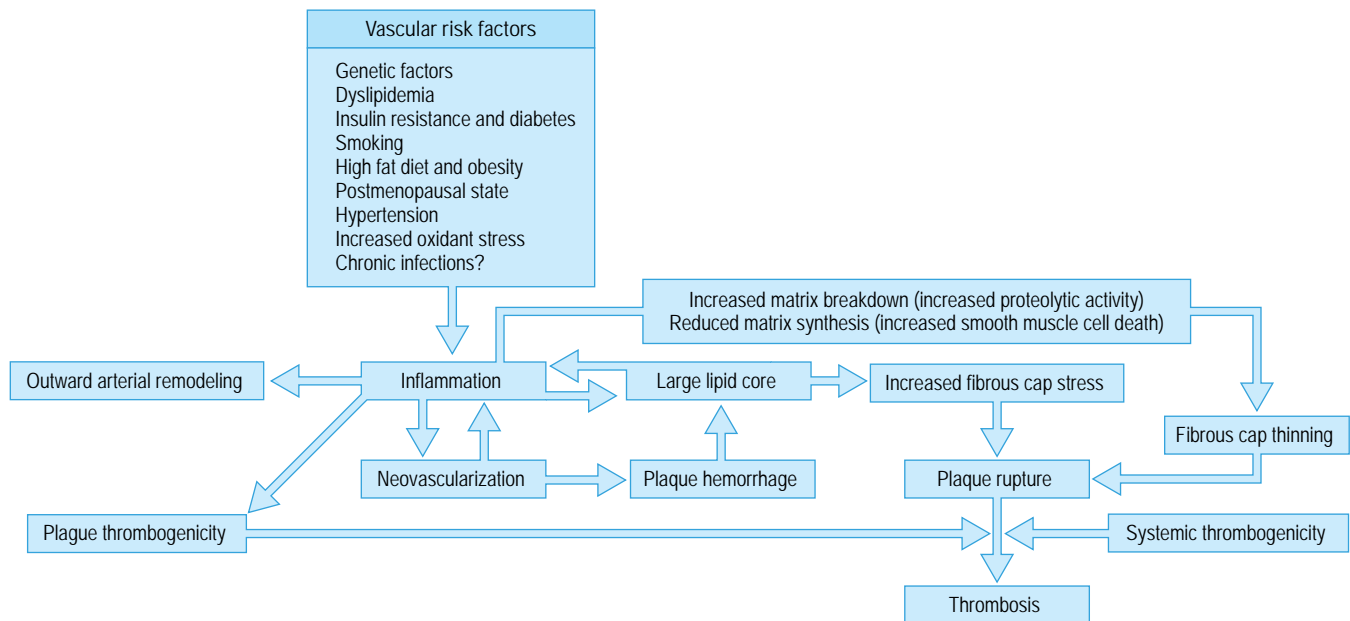 Vascular risk factors
Genetic factors
Dyslipidemia
Insulin resistance and diabetes
Smoking
High fat diet and obesity
Postmenopausal state
Hypertension
Increased oxidant stress
Chronic infections?
Increased matrix breakdown (increased proteolytic activity)
Reduced matrix synthesis (increased smooth muscle cell death)
Outward arterial remodeling
Inflammation
Large lipid core
Increased fibrous cap stress
Fibrous cap thinning
Neovascularization
Plaque hemorrhage
Plaque rupture
Plague thrombogenicity
Systemic thrombogenicity
Thrombosis